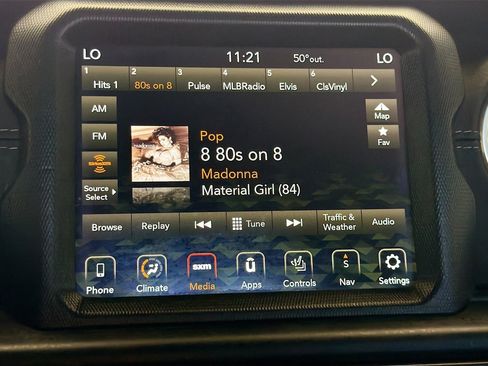 LO 11:21 50°out. LO
1 2 3 4 5 6
Hits 1 80s on 8 Pulse MLBRadio Elvis ClsVinyl
AM
FM
Source
Select
Pop
8 80s on 8
Madonna
Material Girl (84)
Map
Fav
Browse Replay Tune Traffic & Weather Audio
sxm
S
Phone Climate Media Apps Controls Nav Settings